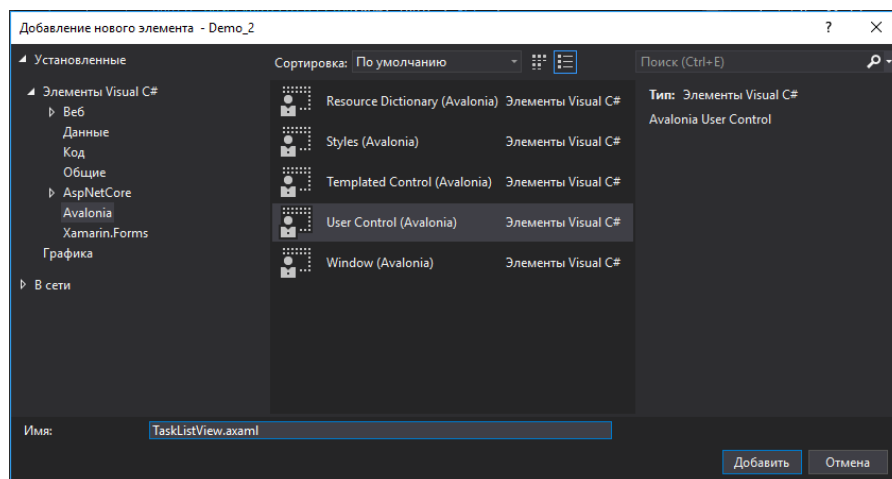 Добавление нового элемента - Demo_2
? ✕
Установленные
Сортировка: По умолчанию
Поиск (Ctrl+E)
Элементы Visual C#
Веб
Данные
Код
Общие
AspNetCore
Avalonia
Xamarin.Forms
Графика
В сети
Resource Dictionary (Avalonia) Элементы Visual C#
Styles (Avalonia) Элементы Visual C#
Templated Control (Avalonia) Элементы Visual C#
User Control (Avalonia) Элементы Visual C#
Window (Avalonia) Элементы Visual C#
Тип: Элементы Visual C#
Avalonia User Control
Имя: TaskListView.axaml
Добавить Отмена